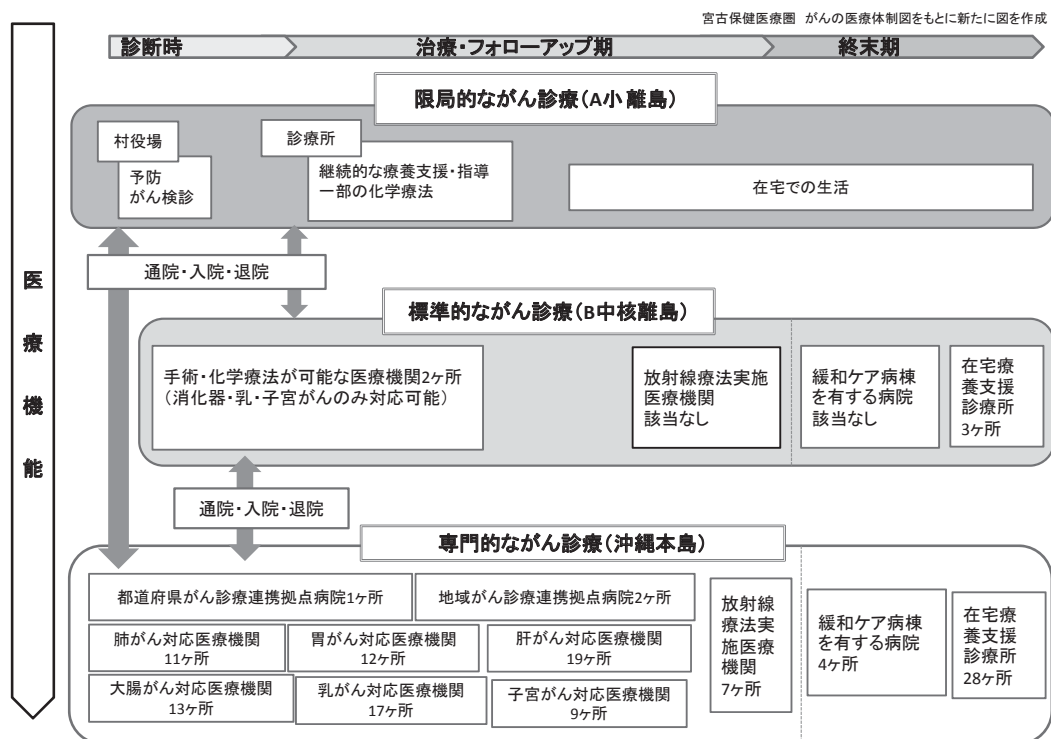 宮古保健医療圏 がんの医療体制図をもとに新たに図を作成
診断時
治療・フォローアップ期
終末期
医療機能
限局的ながん診療（A小離島）
村役場
予防
がん検診
診療所
継続的な療養支援・指導
一部の化学療法
在宅での生活
通院・入院・退院
標準的ながん診療（B中核離島）
手術・化学療法が可能な医療機関2ヶ所
（消化器・乳・子宮がんのみ対応可能）
放射線療法実施
医療機関
該当なし
緩和ケア病棟
を有する病院
該当なし
在宅療
養支援
診療所
3ヶ所
通院・入院・退院
専門的ながん診療（沖縄本島）
都道府県がん診療連携拠点病院1ヶ所
地域がん診療連携拠点病院2ヶ所
肺がん対応医療機関
11ヶ所
胃がん対応医療機関
12ヶ所
肝がん対応医療機関
19ヶ所
大腸がん対応医療機関
13ヶ所
乳がん対応医療機関
17ヶ所
子宮がん対応医療機関
9ヶ所
放射線
療法実
施医療
機関
7ヶ所
緩和ケア病棟
を有する病院
4ヶ所
在宅療
養支援
診療所
28ヶ所